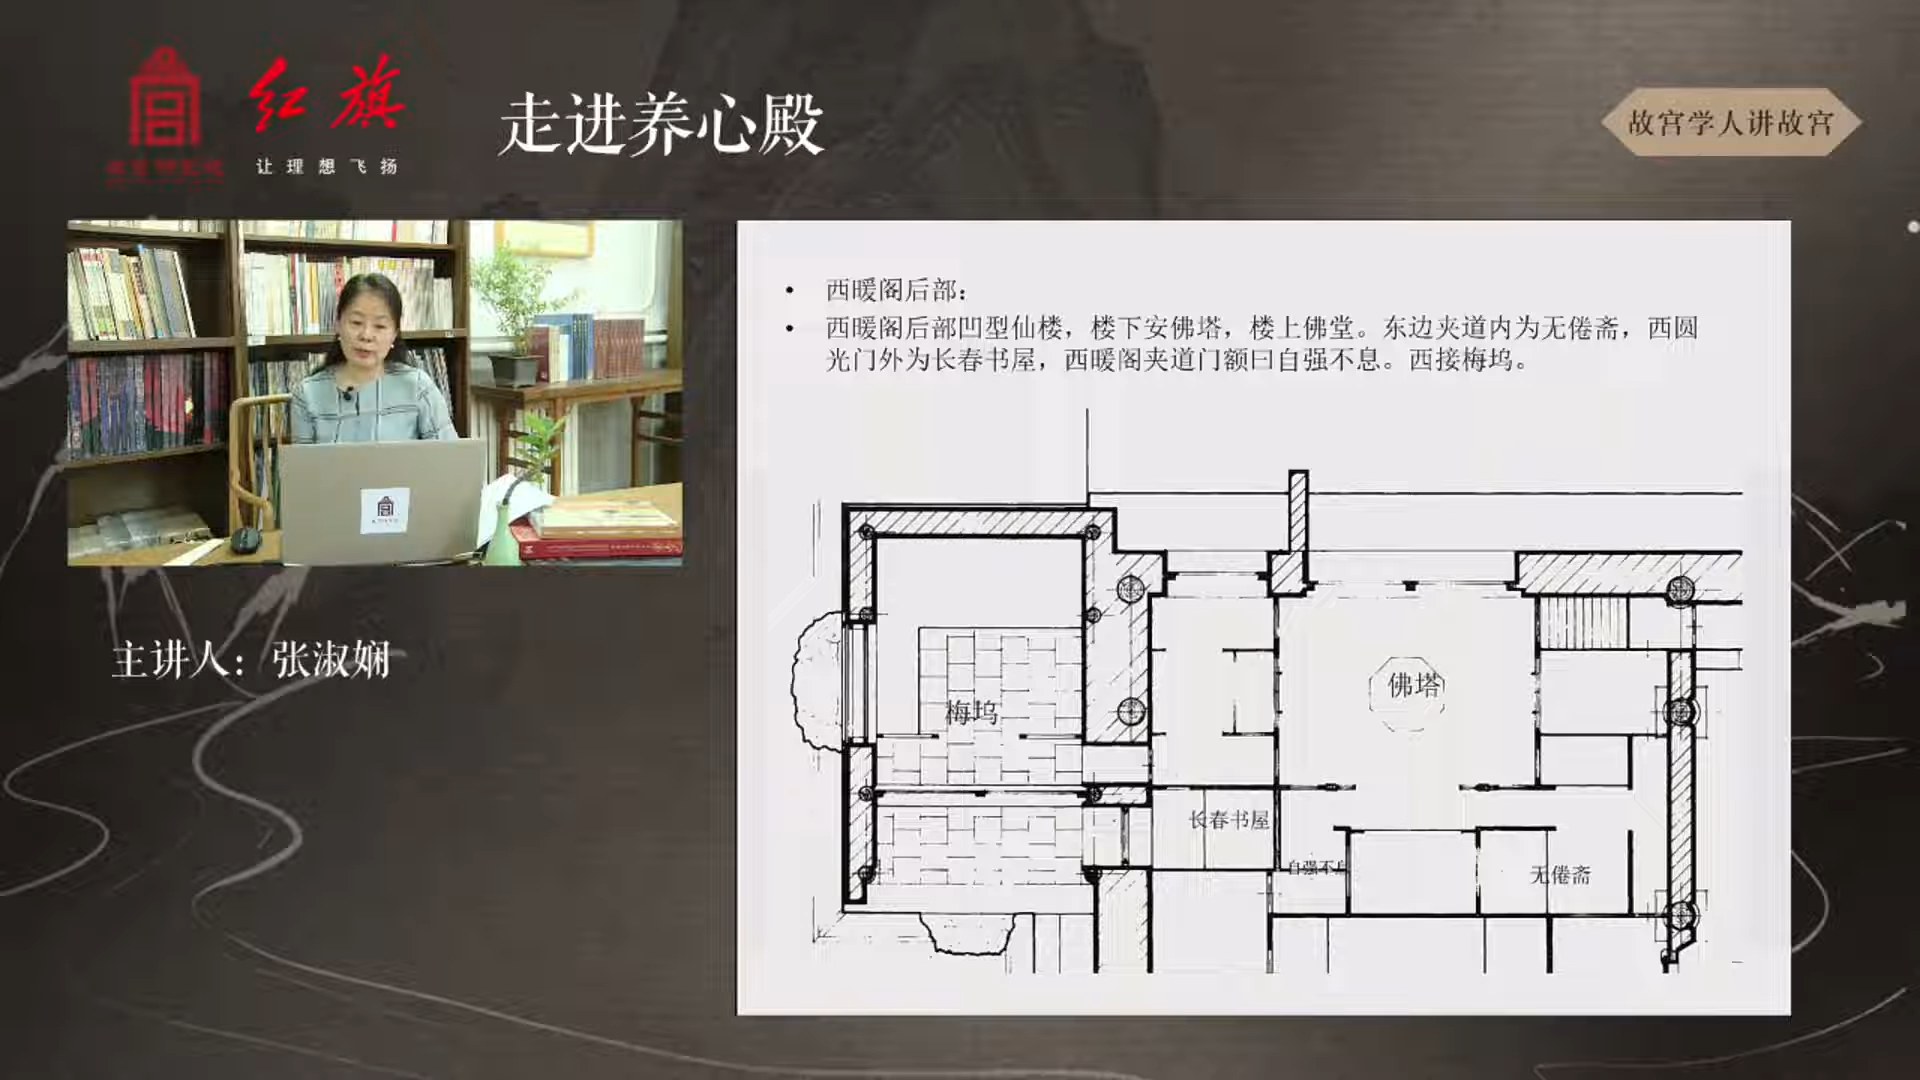 红旗
让理想飞扬
走进养心殿
故宫学人讲故宫
主讲人：张淑娴
• 西暖阁后部：
• 西暖阁后部凹型仙楼，楼下安佛塔，楼上佛堂。东边夹道内为无倦斋，西圆
光门外为长春书屋，西暖阁夹道门额曰自强不息。西接梅坞。
佛塔
梅坞
长春书屋
自强不息
无倦斋